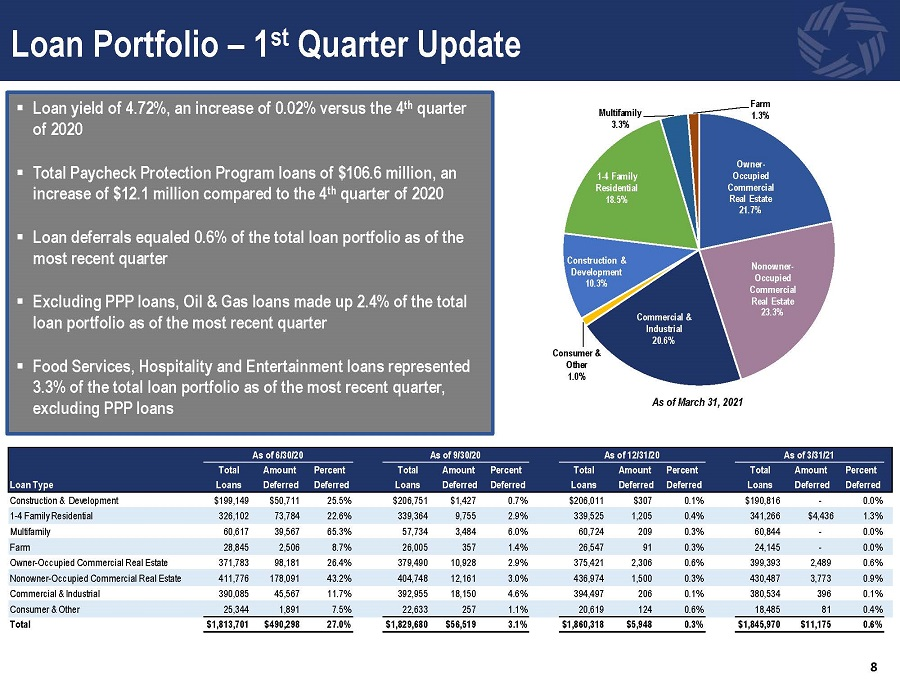 Loan Portfolio – 1st Quarter Update
▪ Loan yield of 4.72%, an increase of 0.02% versus the 4th quarter
of 2020
▪ Total Paycheck Protection Program loans of $106.6 million, an
increase of $12.1 million compared to the 4th quarter of 2020
▪ Loan deferrals equaled 0.6% of the total loan portfolio as of the
most recent quarter
▪ Excluding PPP loans, Oil & Gas loans made up 2.4% of the total
loan portfolio as of the most recent quarter
▪ Food Services, Hospitality and Entertainment loans represented
3.3% of the total loan portfolio as of the most recent quarter,
excluding PPP loans
Farm
1.3%
Multifamily
3.3%
Owner-
Occupied
Commercial
Real Estate
21.7%
1-4 Family
Residential
18.5%
Construction &
Development
10.3%
Nonowner-
Occupied
Commercial
Real Estate
23.3%
Commercial &
Industrial
20.6%
Consumer &
Other
1.0%
As of March 31, 2021
As of 6/30/20 As of 9/30/20 As of 12/31/20 As of 3/31/21
Total Amount Percent Total Amount Percent Total Amount Percent Total Amount Percent
Loan Type Loans Deferred Deferred Loans Deferred Deferred Loans Deferred Deferred Loans Deferred Deferred
Construction & Development $199,149 $50,711 25.5% $206,751 $1,427 0.7% $206,011 $307 0.1% $190,816 - 0.0%
1-4 Family Residential 326,102 73,784 22.6% 339,364 9,755 2.9% 339,525 1,205 0.4% 341,266 $4,436 1.3%
Multifamily 60,617 39,567 65.3% 57,734 3,484 6.0% 60,724 209 0.3% 60,844 - 0.0%
Farm 28,845 2,506 8.7% 26,005 357 1.4% 26,547 91 0.3% 24,145 - 0.0%
Owner-Occupied Commercial Real Estate 371,783 98,181 26.4% 379,490 10,928 2.9% 375,421 2,306 0.6% 399,393 2,489 0.6%
Nonowner-Occupied Commercial Real Estate 411,776 178,091 43.2% 404,748 12,161 3.0% 436,974 1,500 0.3% 430,487 3,773 0.9%
Commercial & Industrial 390,085 45,567 11.7% 392,955 18,150 4.6% 394,497 206 0.1% 380,534 396 0.1%
Consumer & Other 25,344 1,891 7.5% 22,633 257 1.1% 20,619 124 0.6% 18,485 81 0.4%
Total $1,813,701 $490,298 27.0% $1,829,680 $56,519 3.1% $1,860,318 $5,948 0.3% $1,845,970 $11,175 0.6%
8